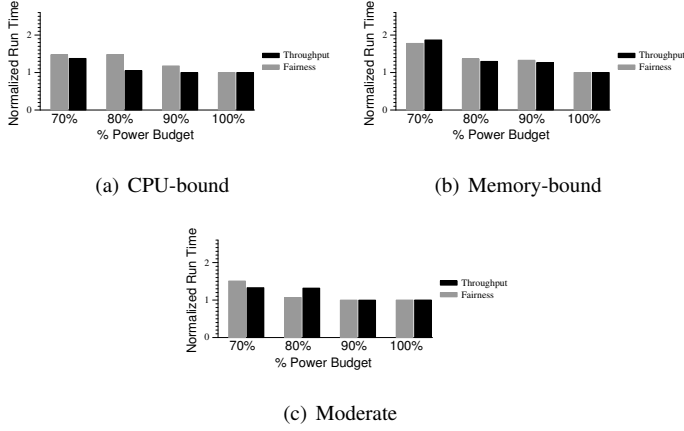 Normalized Run Time
2
1
0
70% 80% 90% 100%
% Power Budget
Throughput
Fairness
(a) CPU-bound
Normalized Run Time
2
1
0
70% 80% 90% 100%
% Power Budget
Throughput
Fairness
(b) Memory-bound
Normalized Run Time
2
1
0
70% 80% 90% 100%
% Power Budget
Throughput
Fairness
(c) Moderate